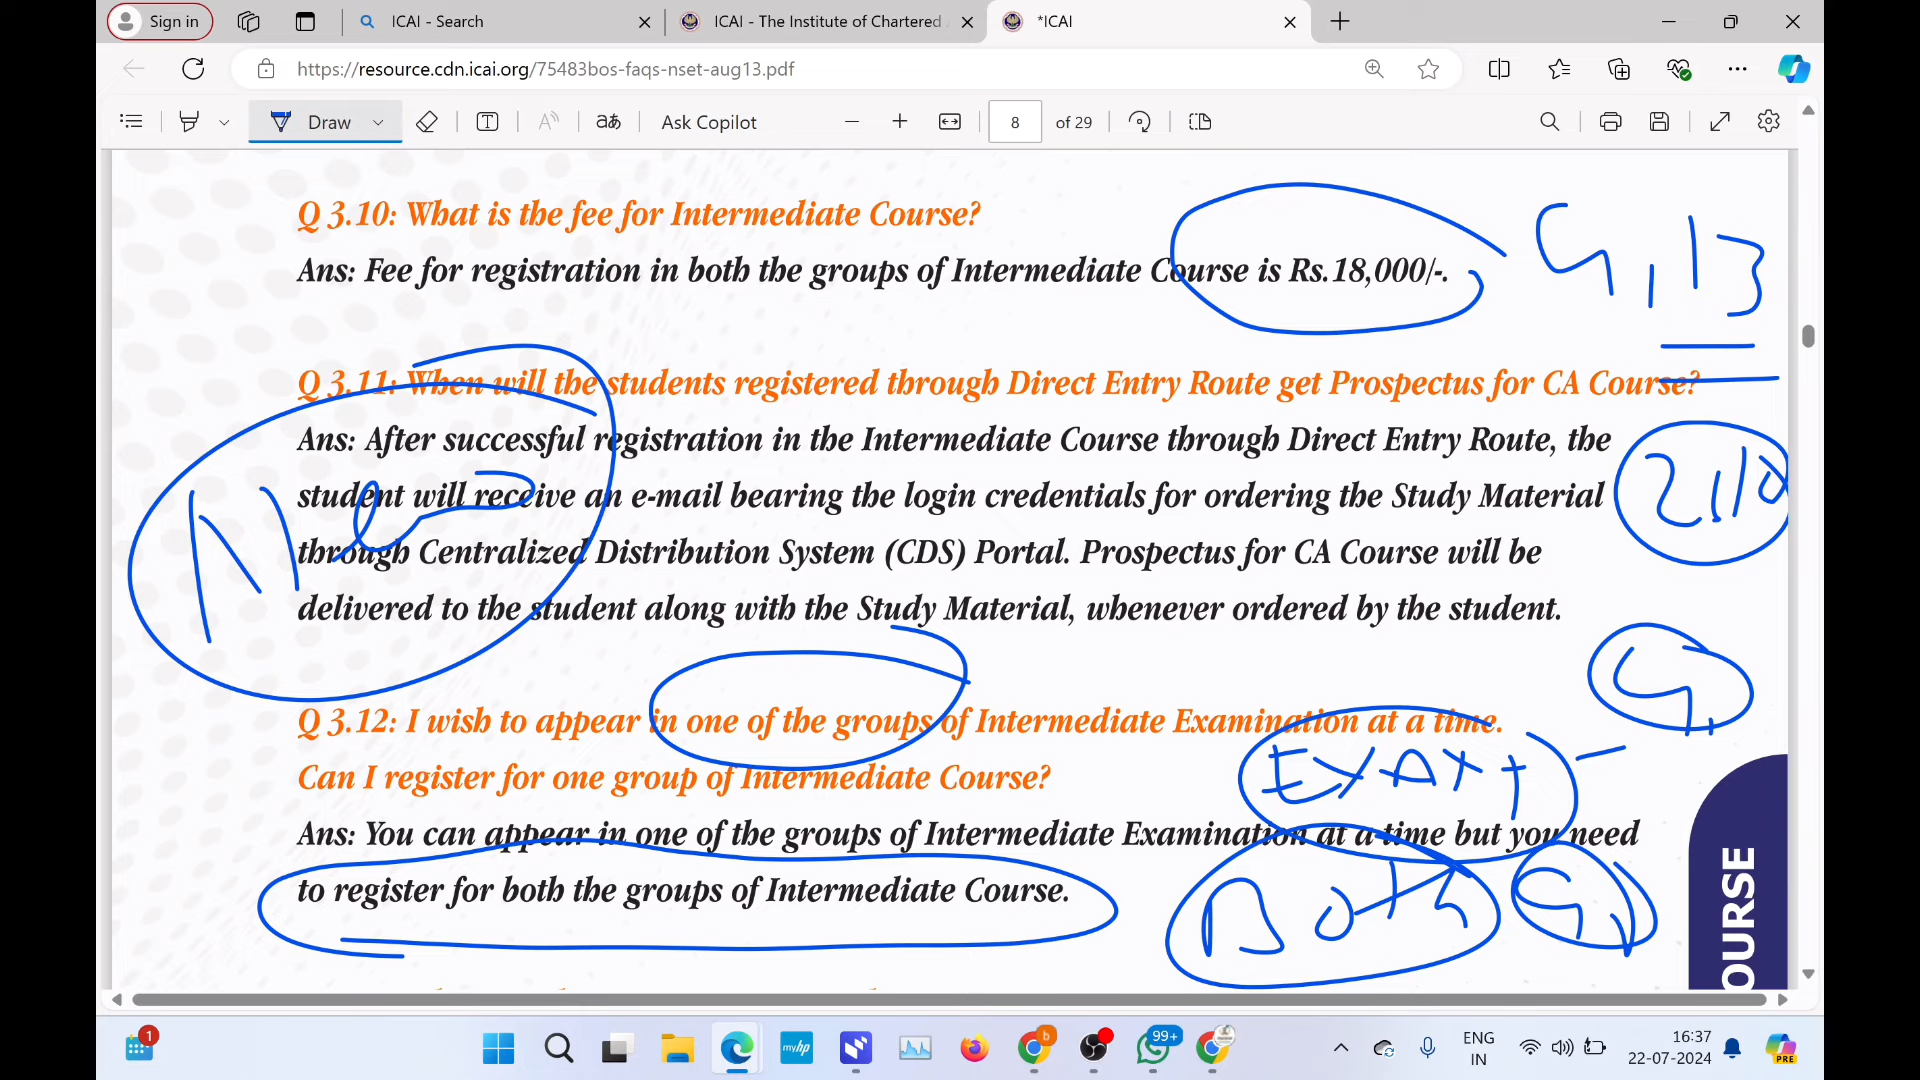 Sign in
ICAI - Search
ICAI - The Institute of Chartered A
*ICAI
https://resource.cdn.icai.org/75483bos-faqs-nset-aug13.pdf
Draw
Ask Copilot
8 of 29
Q 3.10: What is the fee for Intermediate Course?
Ans: Fee for registration in both the groups of Intermediate Course is Rs.18,000/-.
Q 3.11: When will the students registered through Direct Entry Route get Prospectus for CA Course?
Ans: After successful registration in the Intermediate Course through Direct Entry Route, the
student will receive an e-mail bearing the login credentials for ordering the Study Material
through Centralized Distribution System (CDS) Portal. Prospectus for CA Course will be
delivered to the student along with the Study Material, whenever ordered by the student.
Q 3.12: I wish to appear in one of the groups of Intermediate Examination at a time.
Can I register for one group of Intermediate Course?
Ans: You can appear in one of the groups of Intermediate Examination at a time but you need
to register for both the groups of Intermediate Course.
Both
OURSE
1
myhp
b
99+
ENG
IN
16:37
22-07-2024
PRE